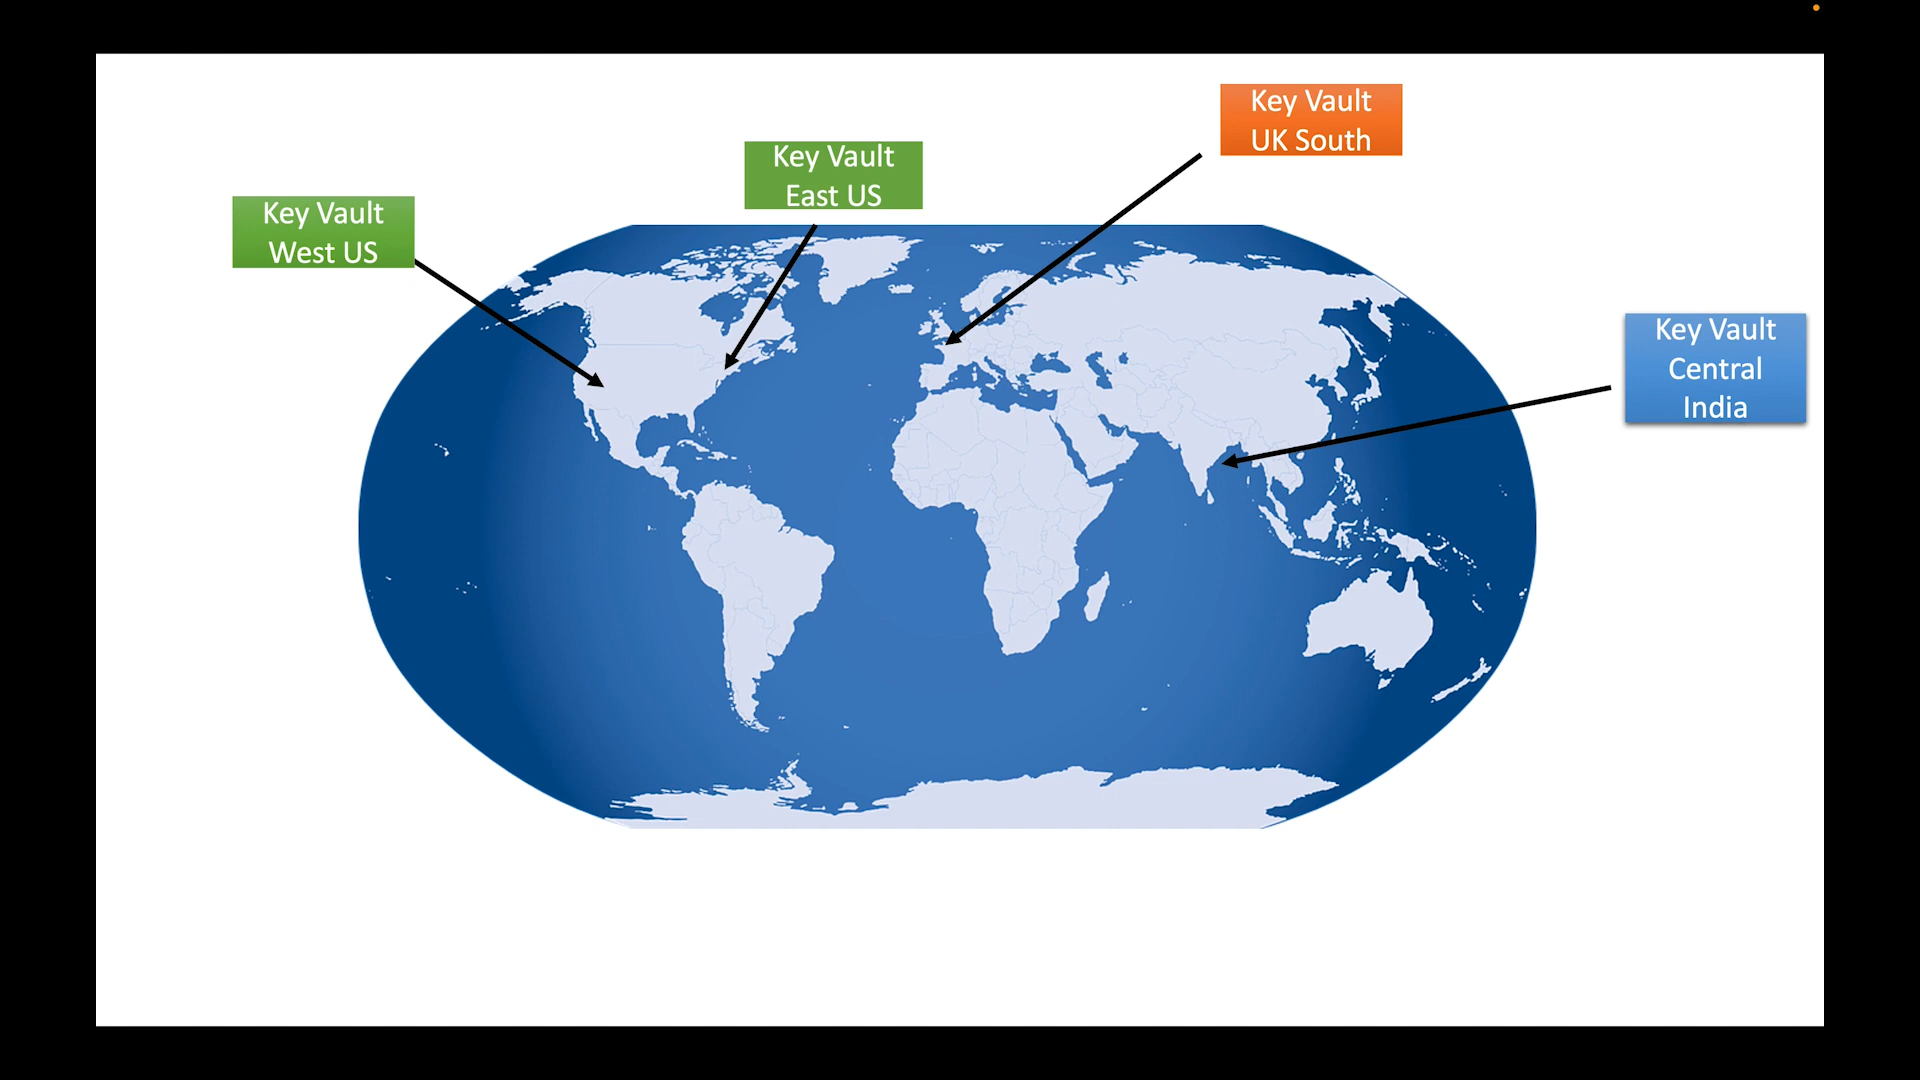 Key Vault
West US
Key Vault
East US
Key Vault
UK South
Key Vault
Central
India